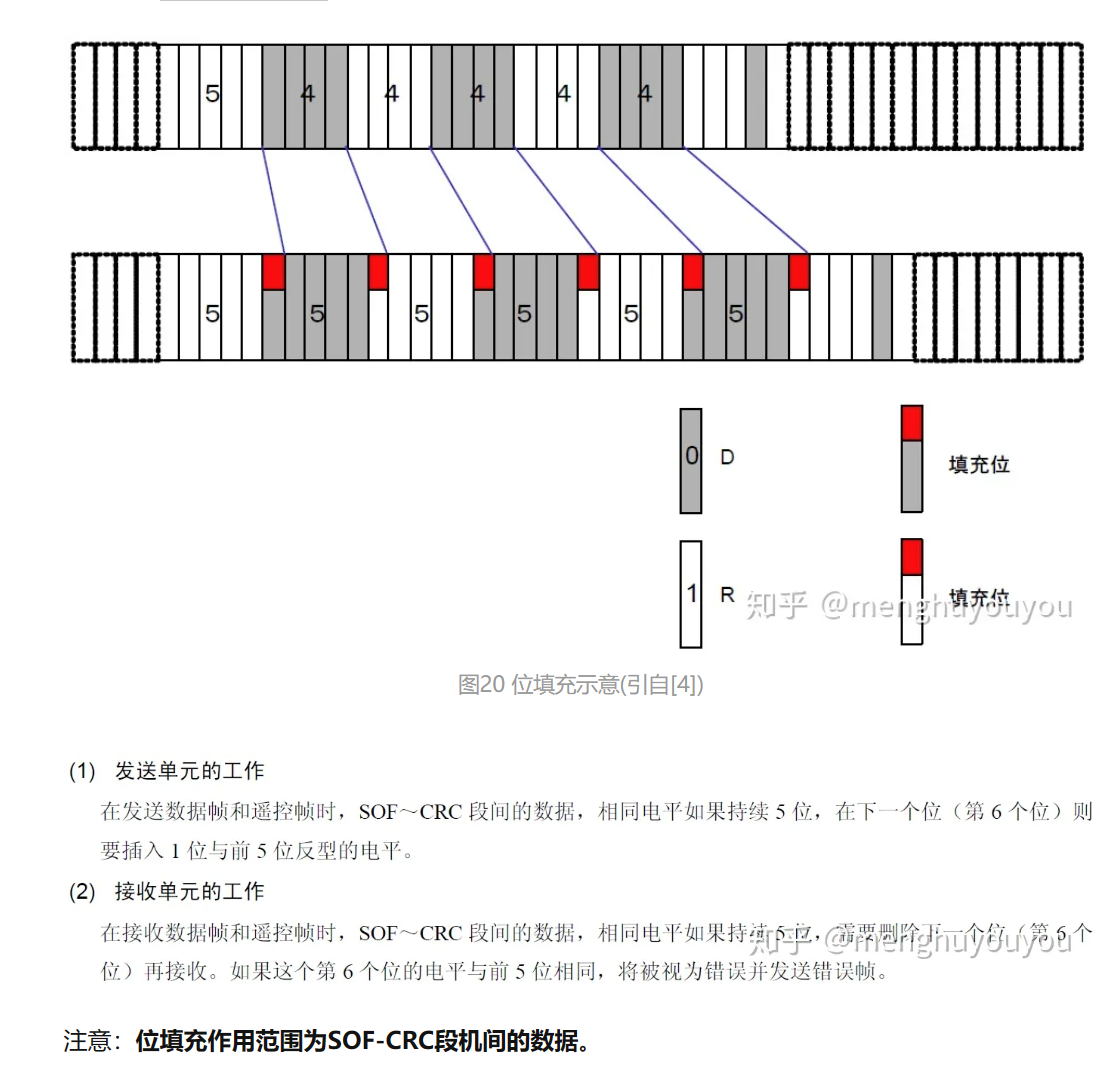 5 4 4 4 4 4
5 5 5 5 5 5
0 D 填充位
1 R 填充位
知乎 @menghuyouyou
图20 位填充示意(引自[4])
(1) 发送单元的工作
在发送数据帧和遥控帧时，SOF～CRC 段间的数据，相同电平如果持续 5 位，在下一个位（第 6 个位）则
要插入 1 位与前 5 位反型的电平。
(2) 接收单元的工作
在接收数据帧和遥控帧时，SOF～CRC 段间的数据，相同电平如果持续 5 位，需要删除下一个位（第 6 个
知乎 @menghuyouyou
位）再接收。如果这个第 6 个位的电平与前 5 位相同，将被视为错误并发送错误帧。
注意：位填充作用范围为SOF-CRC段机间的数据。